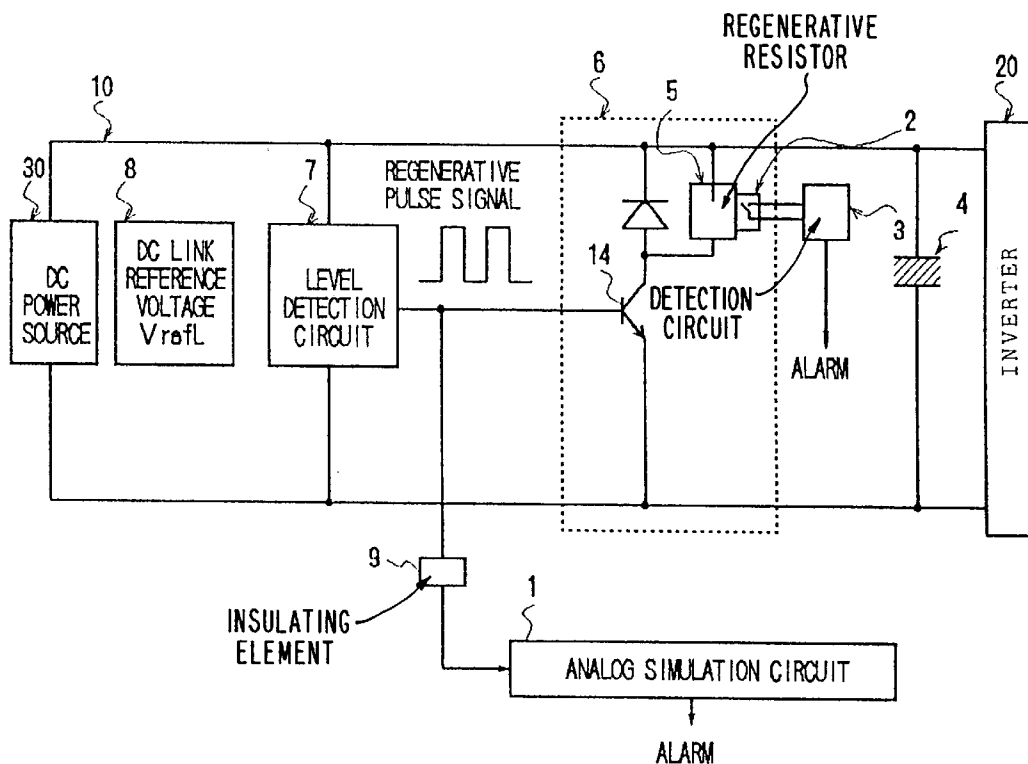 REGENERATIVE
RESISTOR
20
6
5
2
10
30
8
7
REGENERATIVE
PULSE SIGNAL
3
4
DC
POWER
SOURCE
DC LINK
REFERENCE
VOLTAGE
VrefL
LEVEL
DETECTION
CIRCUIT
14
DETECTION
CIRCUIT
ALARM
INVERTER
9
INSULATING
ELEMENT
1
ANALOG SIMULATION CIRCUIT
ALARM